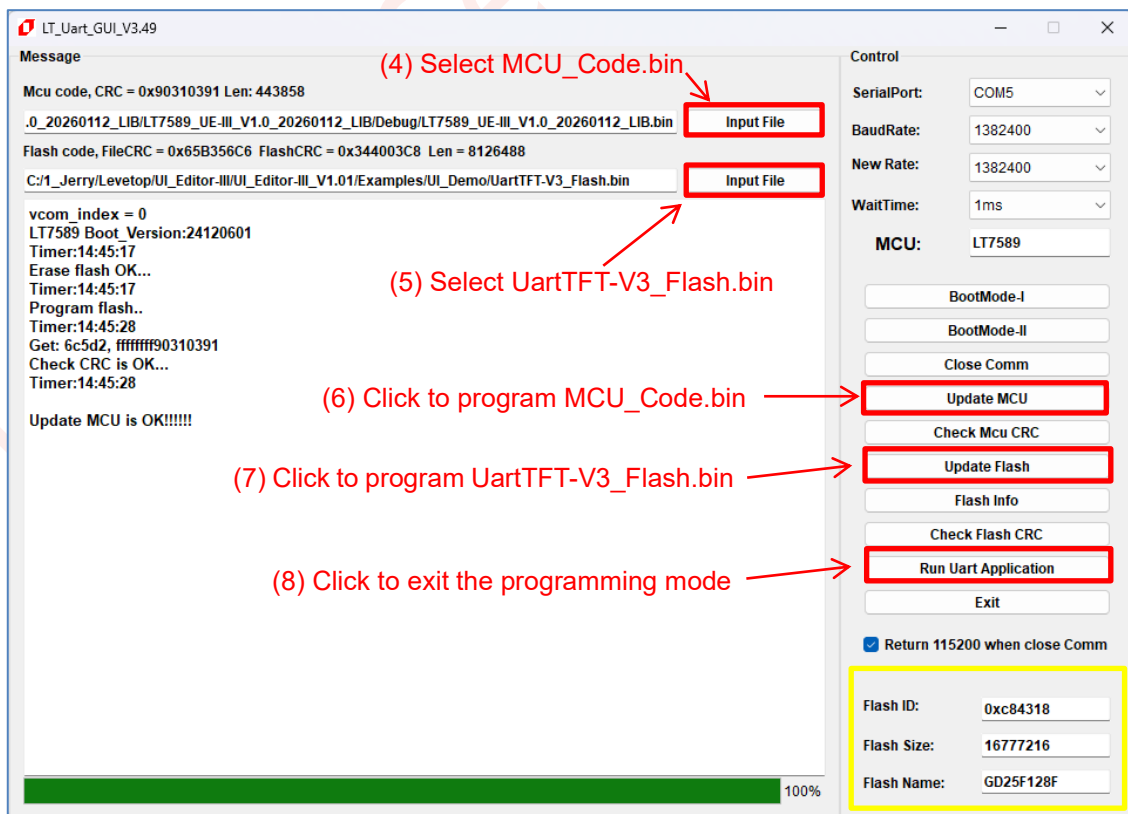 LT_Uart_GUI_V3.49
Message
(4) Select MCU_Code.bin
Mcu code, CRC = 0x90310391 Len: 443858
.0_20260112_LIB/LT7589_UE-III_V1.0_20260112_LIB/Debug/LT7589_UE-III_V1.0_20260112_LIB.bin Input File
Flash code, FileCRC = 0x65B356C6 FlashCRC = 0x344003C8 Len = 8126488
C:/1_Jerry/Levetop/UI_Editor-III/UI_Editor-III_V1.01/Examples/UI_Demo/UartTFT-V3_Flash.bin Input File
vcom_index = 0
LT7589 Boot_Version:24120601
Timer:14:45:17
Erase flash OK...
Timer:14:45:17
Program flash..
Timer:14:45:28
Get: 6c5d2, ffffffff90310391
Check CRC is OK...
Timer:14:45:28
Update MCU is OK!!!!!!
(5) Select UartTFT-V3_Flash.bin
(6) Click to program MCU_Code.bin
(7) Click to program UartTFT-V3_Flash.bin
(8) Click to exit the programming mode
100%
Control
SerialPort: COM5
BaudRate: 1382400
New Rate: 1382400
WaitTime: 1ms
MCU: LT7589
BootMode-I
BootMode-II
Close Comm
Update MCU
Check Mcu CRC
Update Flash
Flash Info
Check Flash CRC
Run Uart Application
Exit
Return 115200 when close Comm
Flash ID: 0xc84318
Flash Size: 16777216
Flash Name: GD25F128F